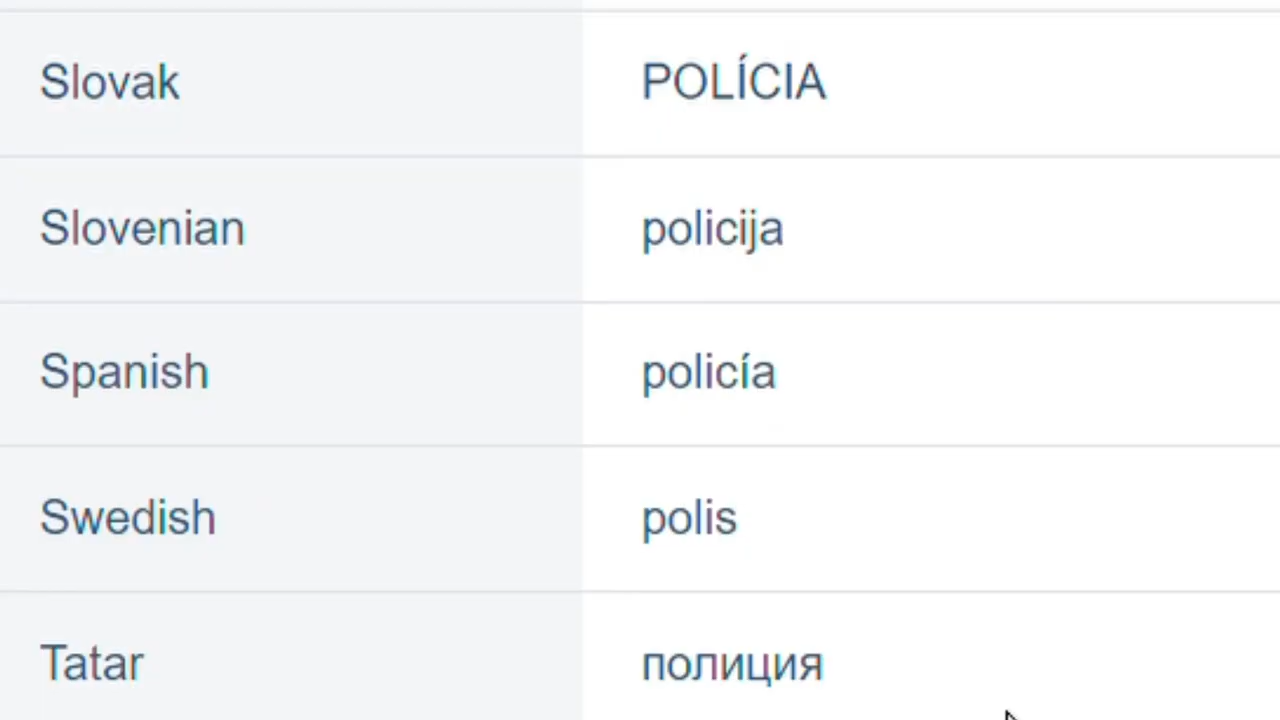 Slovak POLÍCIA
Slovenian policija
Spanish policía
Swedish polis
Tatar полиция